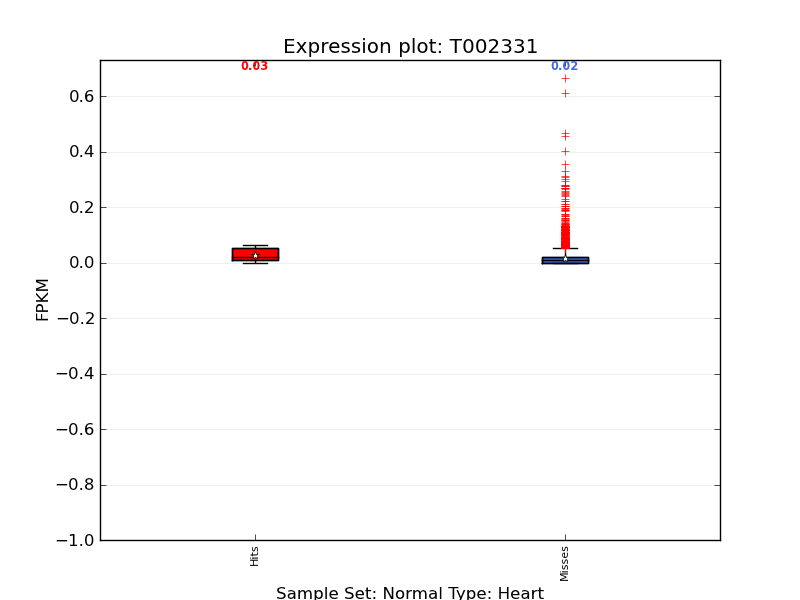 Expression plot: T002331
0.03
0.02
0.6
0.4
0.2
0.0
−0.2
−0.4
−0.6
−0.8
−1.0
FPKM
Hits
Misses
Sample Set: Normal Type: Heart